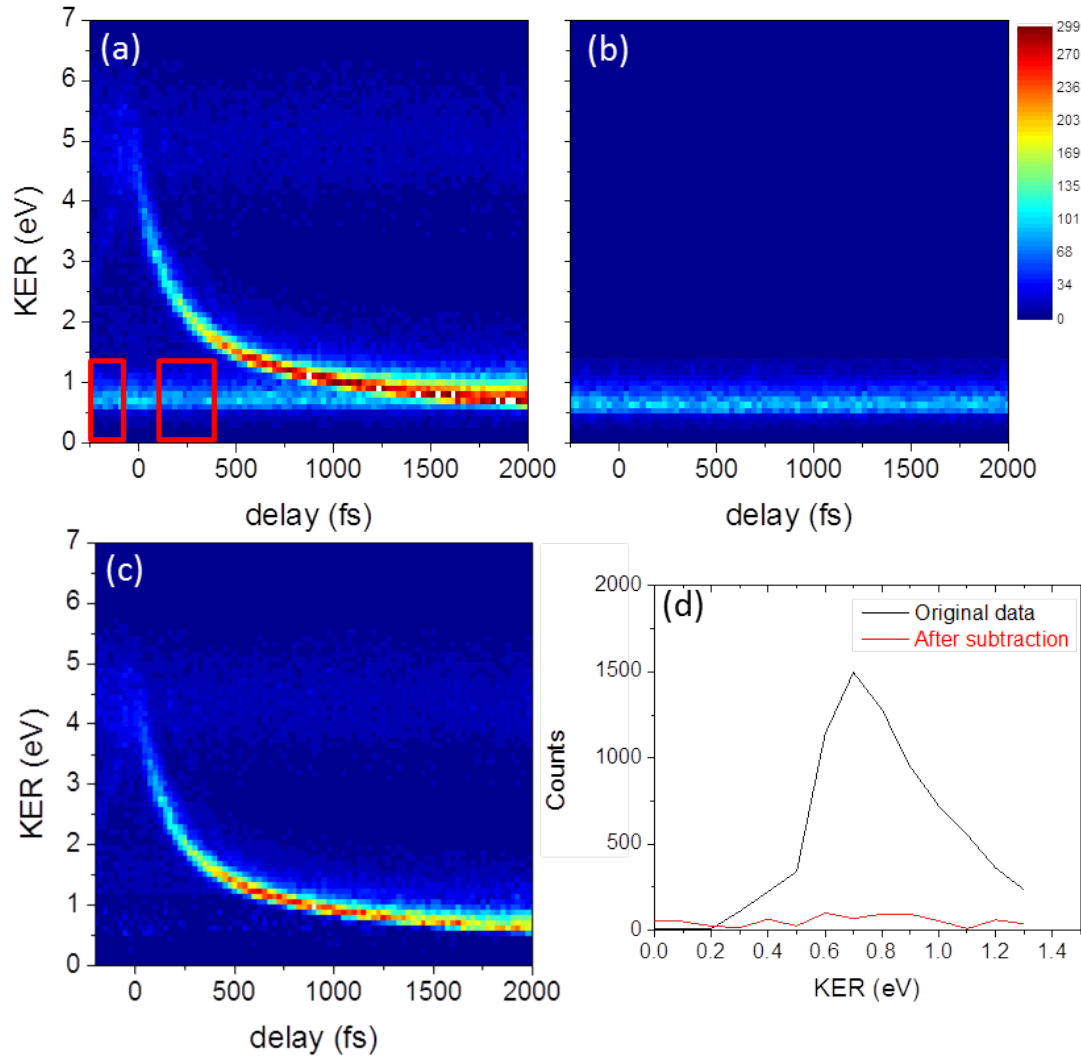 (a)
7
6
5
4
3
2
1
0
KER (eV)
0 500 1000 1500 2000
delay (fs)
(b)
0 500 1000 1500 2000
delay (fs)
299
270
236
203
169
135
101
68
34
0
(c)
7
6
5
4
3
2
1
0
KER (eV)
0 500 1000 1500 2000
delay (fs)
(d)
2000
1500
1000
500
0
Counts
Original data
After subtraction
0.0 0.2 0.4 0.6 0.8 1.0 1.2 1.4
KER (eV)